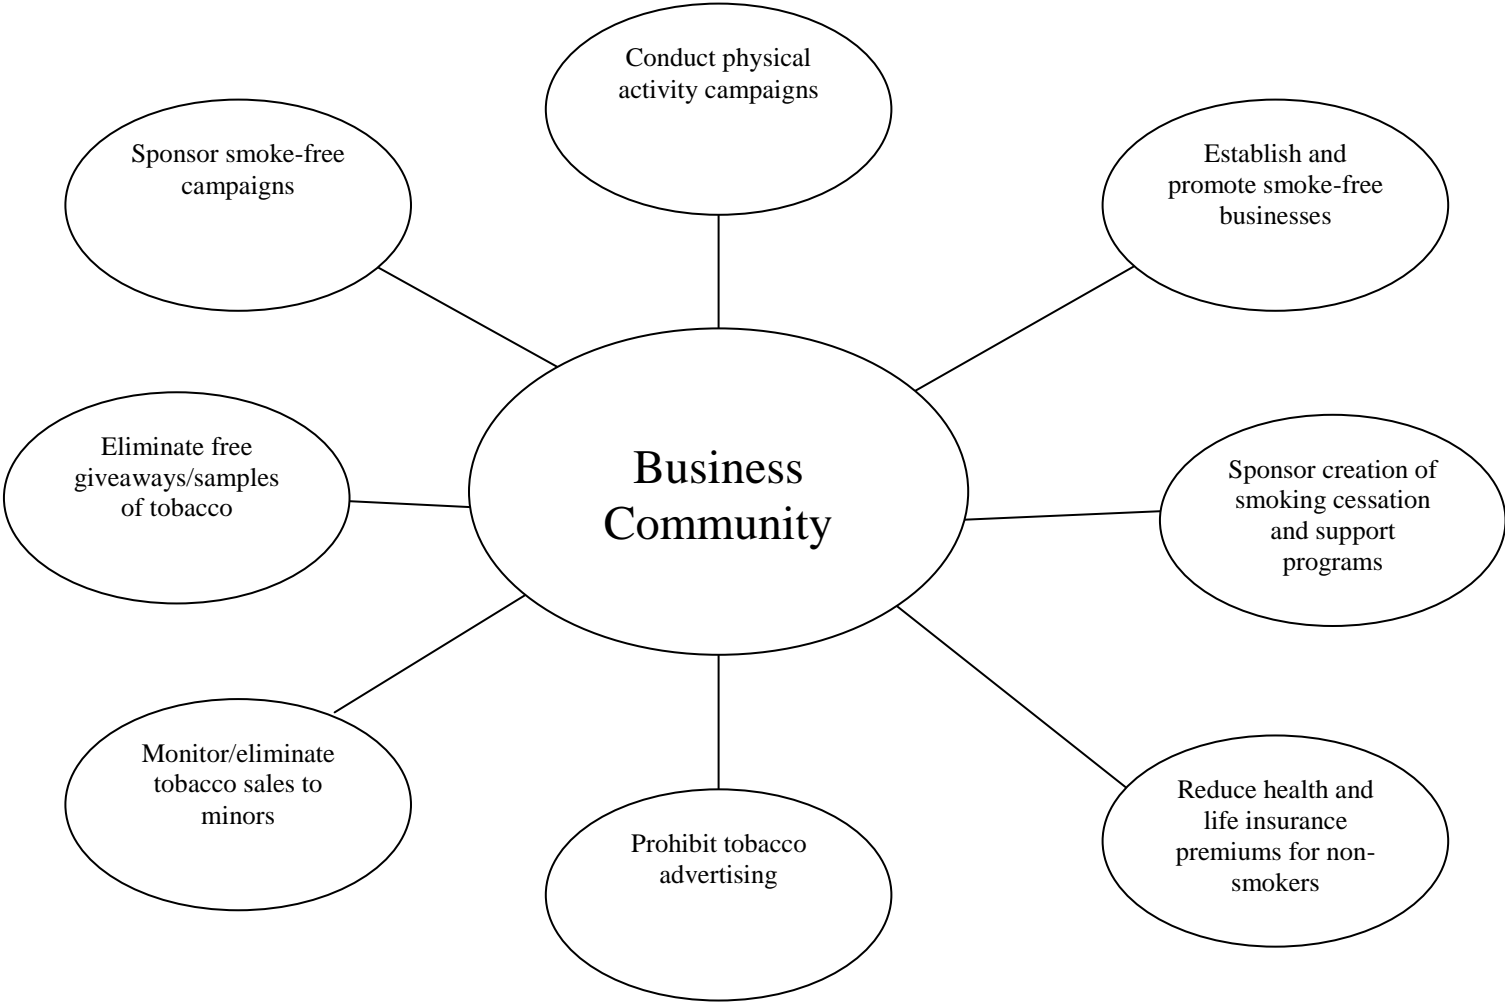 Conduct physical
activity campaigns
Sponsor smoke-free
campaigns
Establish and
promote smoke-free
businesses
Eliminate free
giveaways/samples
of tobacco
Business
Community
Sponsor creation of
smoking cessation
and support
programs
Monitor/eliminate
tobacco sales to
minors
Prohibit tobacco
advertising
Reduce health and
life insurance
premiums for non-
smokers